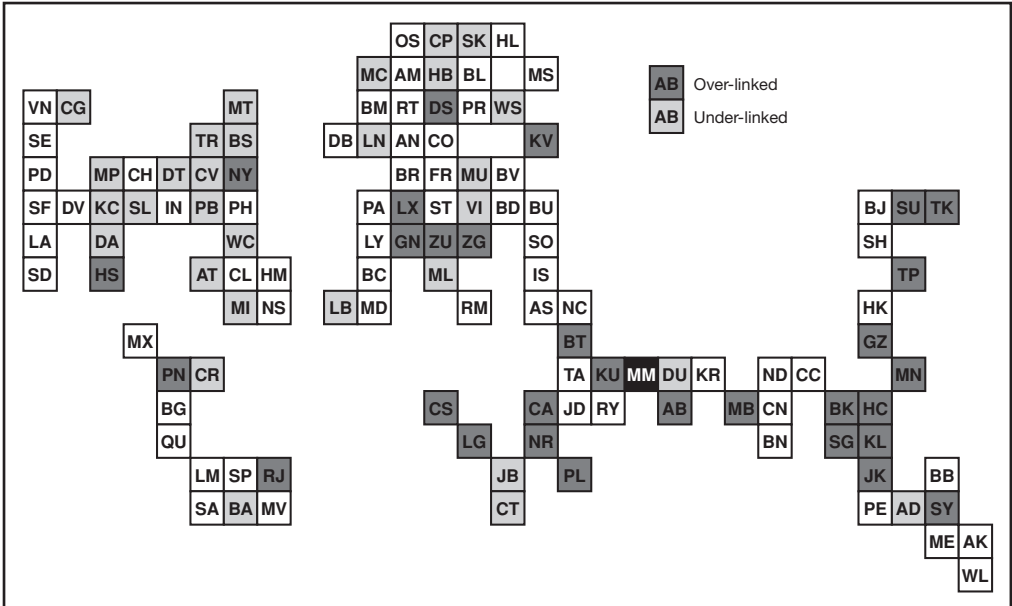 OS CP SK HL
MC AM HB BL MS
AB Over-linked
VN CG MT BM RT DS PR WS
AB Under-linked
SE TR BS DB LN AN CO KV
PD MP CH DT CV NY BR FR MU BV
SF DV KC SL IN PB PH PA LX ST VI BD BU BJ SU TK
LA DA WC LY GN ZU ZG SO SH
SD HS AT CL HM BC ML IS TP
MI NS LB MD RM AS NC HK
MX BT GZ
PN CR TA KU MM DU KR ND CC MN
BG CS CA JD RY AB MB CN BK HC
QU LG NR BN SG KL
LM SP RJ JB PL JK BB
SA BA MV CT PE AD SY
ME AK
WL